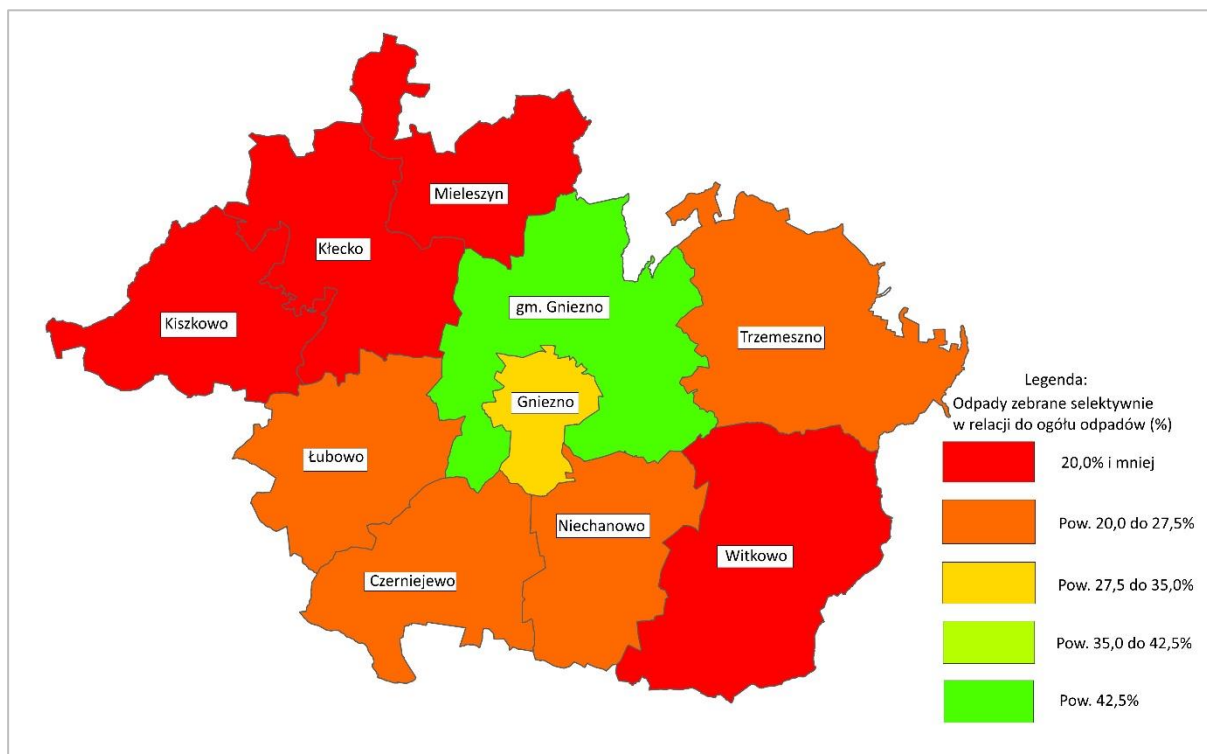 Mieleszyn
Kłecko
gm. Gniezno
Kiszkowo
Trzemeszno
Gniezno
Łubowo
Niechanowo
Witkowo
Czerniejewo
Legenda:
Odpady zebrane selektywnie
w relacji do ogółu odpadów (%)
20,0% i mniej
Pow. 20,0 do 27,5%
Pow. 27,5 do 35,0%
Pow. 35,0 do 42,5%
Pow. 42,5%